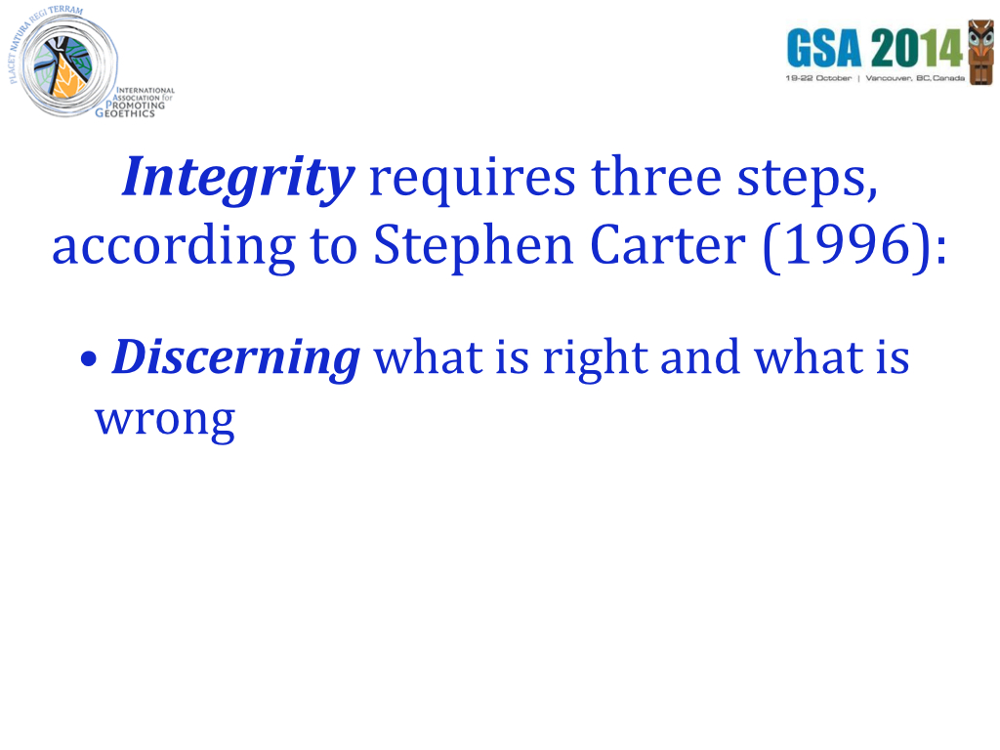 PLACET NATURA REGI TERRAM
INTERNATIONAL
ASSOCIATION for
PROMOTING
GEOETHICS
GSA 2014
19-22 October | Vancouver, BC, Canada
Integrity requires three steps,
according to Stephen Carter (1996):
• Discerning what is right and what is
wrong